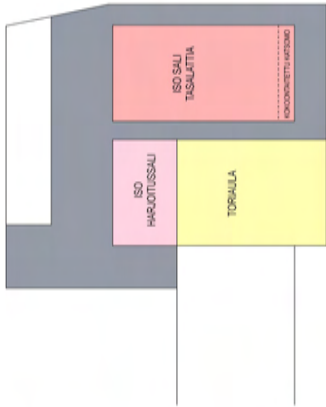 ISO SALI
TASALATTIA
KOKOONTAITETTU KATSOMO
ISO
HARJOITUSSALI
TORIAULA